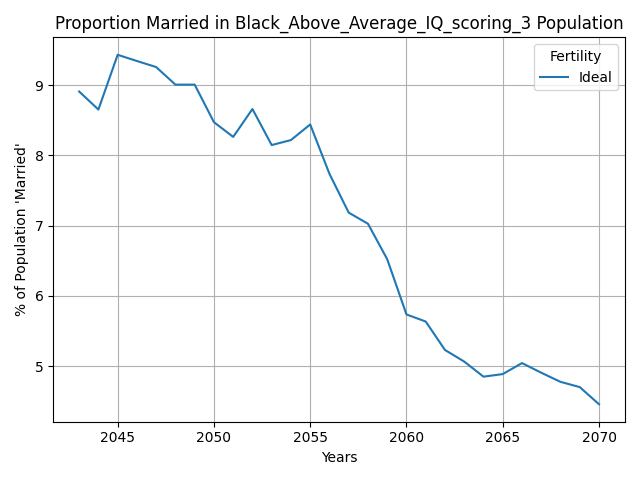 Proportion Married in Black_Above_Average_IQ_scoring_3 Population
Fertility
Ideal
% of Population 'Married'
9
8
7
6
5
2045 2050 2055 2060 2065 2070
Years